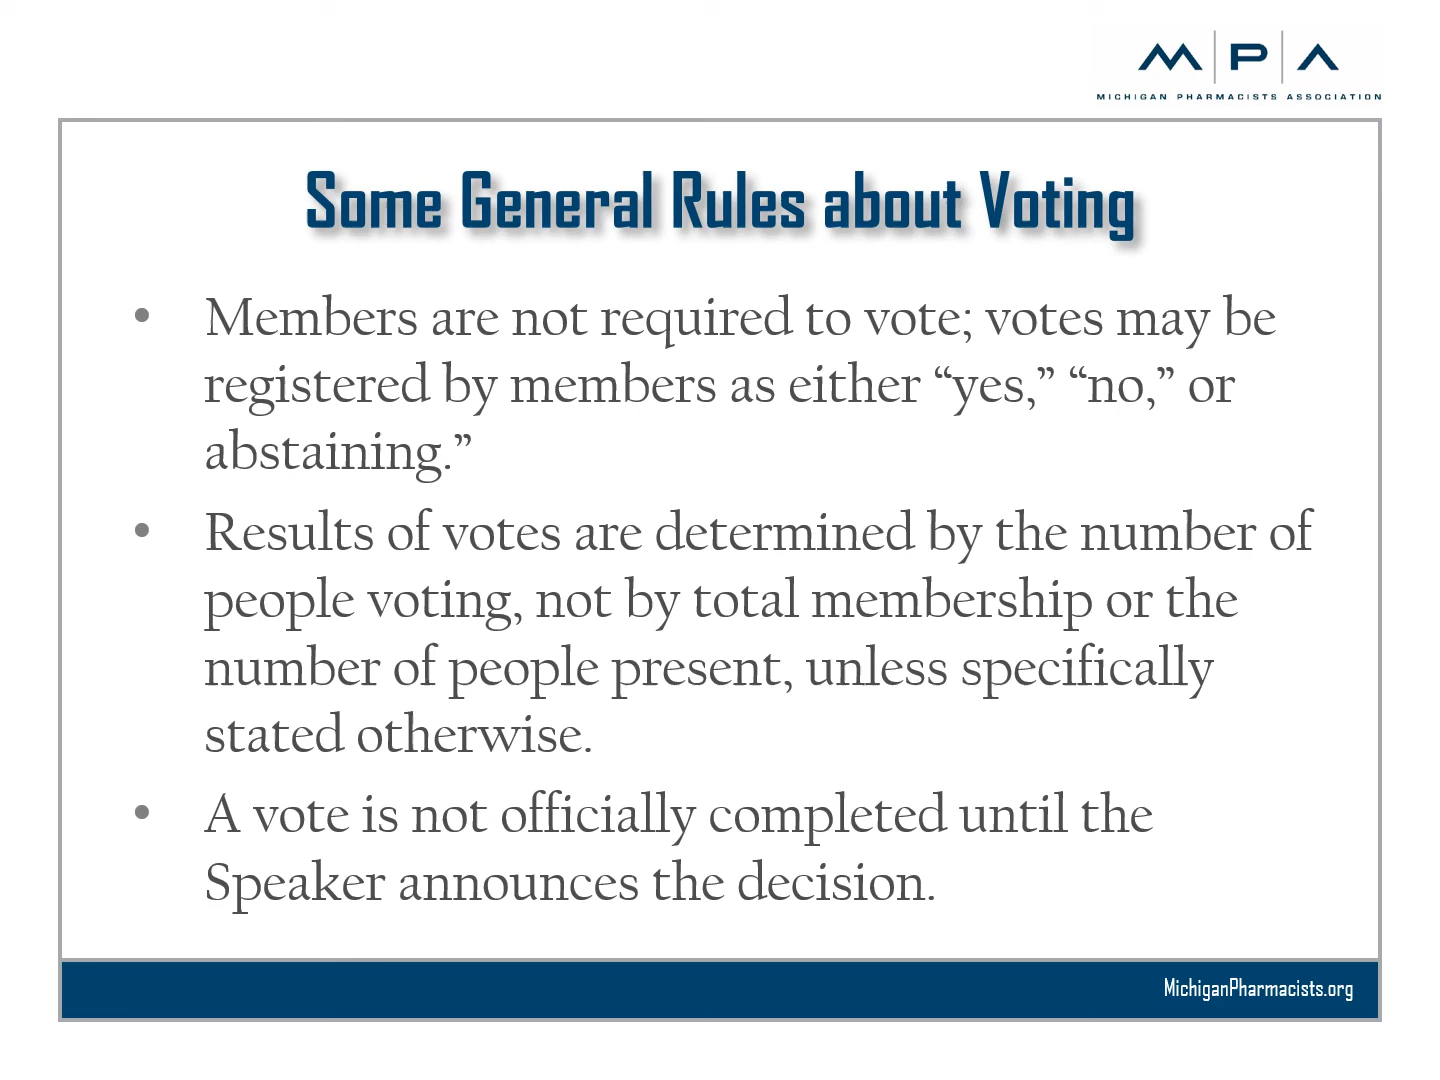 M P A
MICHIGAN PHARMACISTS ASSOCIATION
Some General Rules about Voting
• Members are not required to vote; votes may be
registered by members as either “yes,” “no,” or
abstaining.”
• Results of votes are determined by the number of
people voting, not by total membership or the
number of people present, unless specifically
stated otherwise.
• A vote is not officially completed until the
Speaker announces the decision.
MichiganPharmacists.org